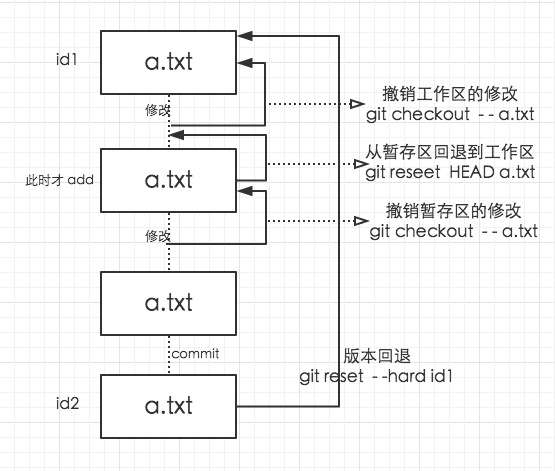 id1
a.txt
修改
撤销工作区的修改
git checkout - - a.txt
此时才 add
a.txt
从暂存区回退到工作区
git reseet HEAD a.txt
修改
撤销暂存区的修改
git checkout - - a.txt
a.txt
commit
版本回退
git reset - -hard id1
id2
a.txt